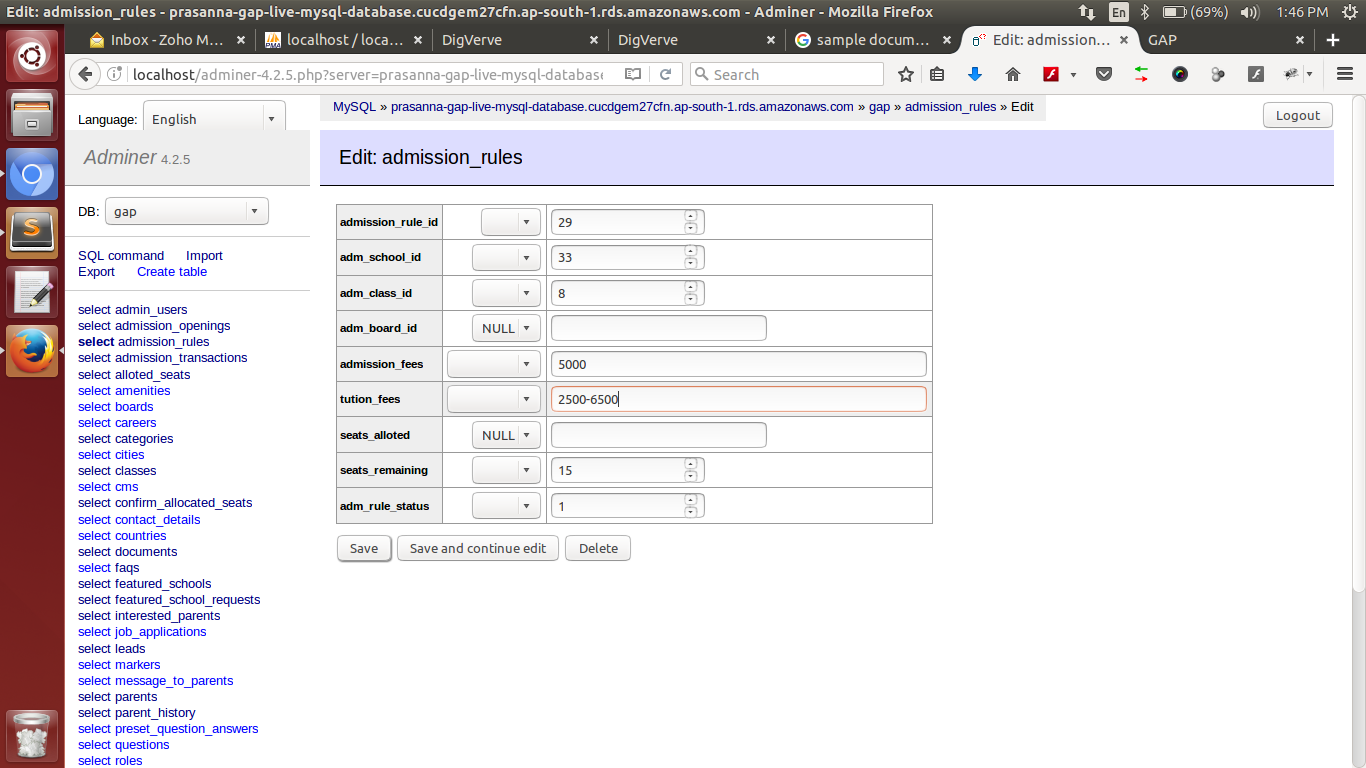 Edit: admission_rules - prasanna-gap-live-mysql-database.cucdgem27cfn.ap-south-1.rds.amazonaws.com - Adminer - Mozilla Firefox
En (69%) 1:46 PM
Inbox - Zoho M... localhost / loca... DigVerve DigVerve sample docum... Edit: admission... GAP
localhost/adminer-4.2.5.php?server=prasanna-gap-live-mysql-database Search
Language: English
MySQL » prasanna-gap-live-mysql-database.cucdgem27cfn.ap-south-1.rds.amazonaws.com » gap » admission_rules » Edit
Logout
Adminer 4.2.5
Edit: admission_rules
DB: gap
SQL command Import
Export Create table
select admin_users
select admission_openings
select admission_rules
select admission_transactions
select alloted_seats
select amenities
select boards
select careers
select categories
select cities
select classes
select cms
select confirm_allocated_seats
select contact_details
select countries
select documents
select faqs
select featured_schools
select featured_school_requests
select interested_parents
select job_applications
select leads
select markers
select message_to_parents
select parents
select parent_history
select preset_question_answers
select questions
select roles
admission_rule_id 29
adm_school_id 33
adm_class_id 8
adm_board_id NULL
admission_fees 5000
tution_fees 2500-6500
seats_alloted NULL
seats_remaining 15
adm_rule_status 1
Save Save and continue edit Delete